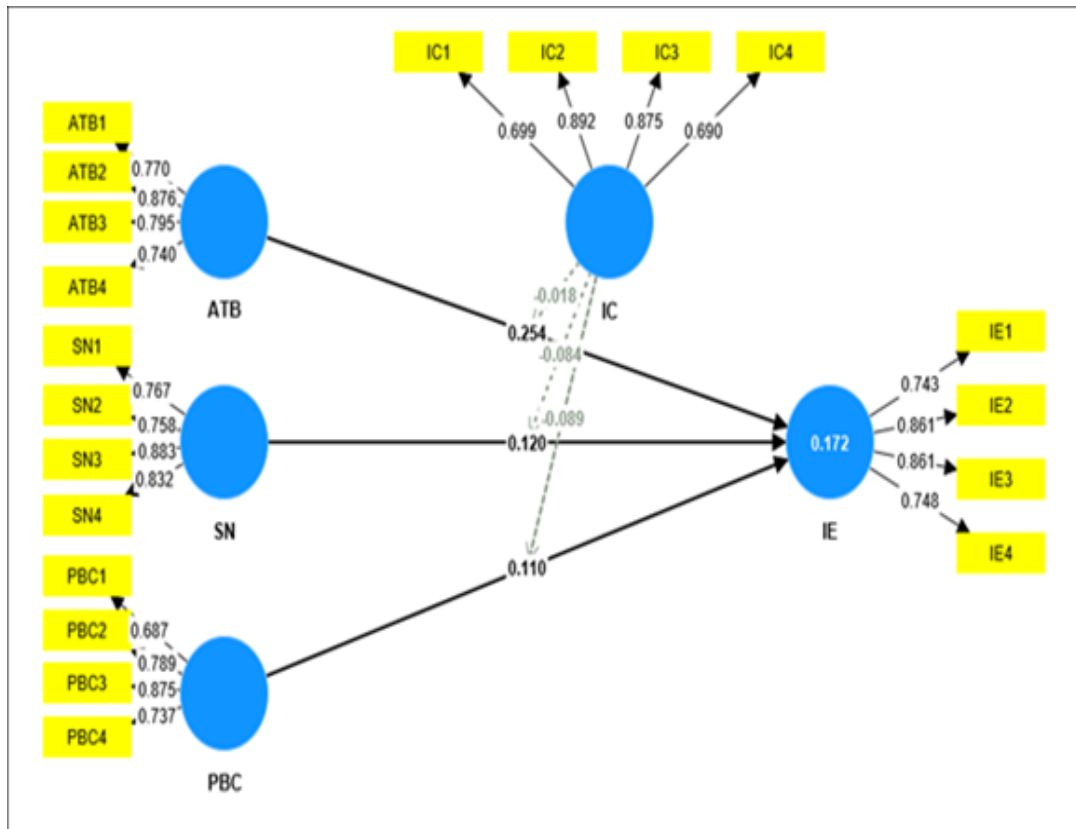 IC1
IC2
IC3
IC4
0.699
0.892
0.875
0.690
IC
ATB1
ATB2
ATB3
ATB4
0.770
0.876
0.795
0.740
ATB
SN1
SN2
SN3
SN4
0.767
0.758
0.883
0.832
SN
PBC1
PBC2
PBC3
PBC4
0.687
0.789
0.875
0.737
PBC
-0.018
0.254
-0.084
-0.089
0.120
0.110
0.172
IE
0.743
0.861
0.861
0.748
IE1
IE2
IE3
IE4